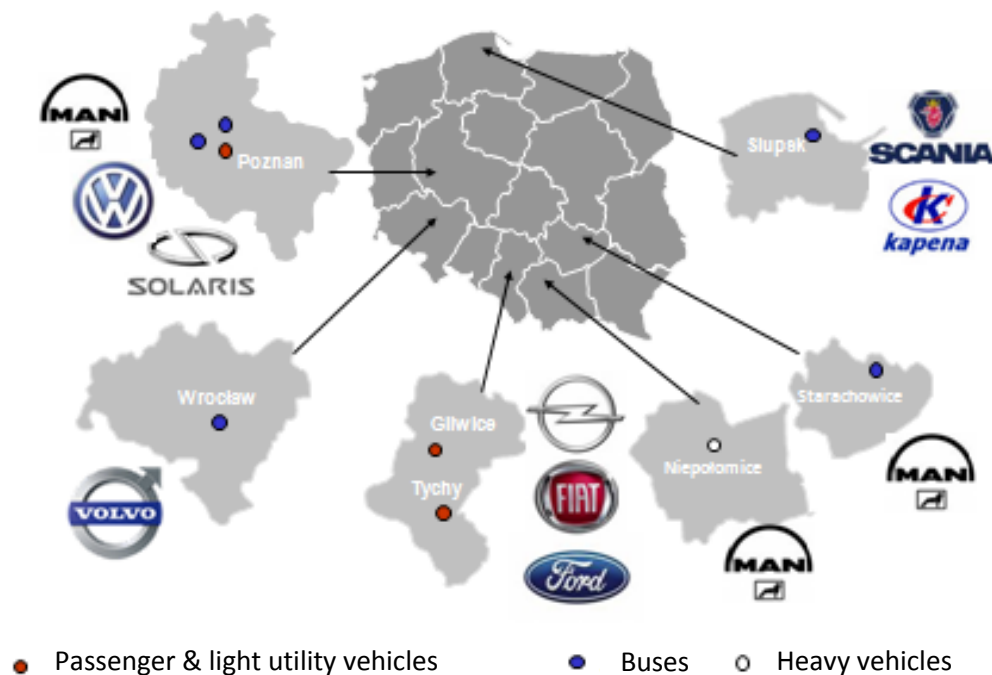 MAN
Poznan
SOLARIS
Slupsk
SCANIA
CK
kapena
Wrocław
VOLVO
Gliwice
Tychy
FIAT
Ford
Niepołomice
MAN
Starachowice
MAN
Passenger & light utility vehicles
Buses
Heavy vehicles